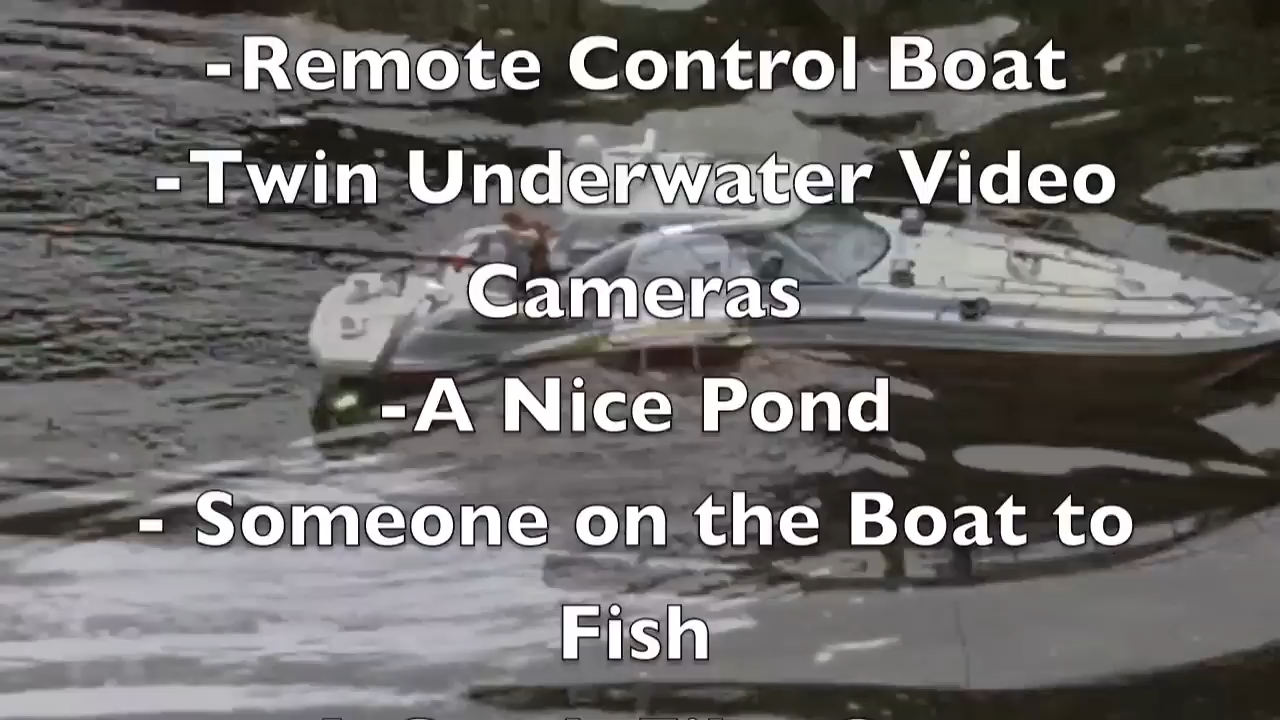 -Remote Control Boat
-Twin Underwater Video
Cameras
-A Nice Pond
- Someone on the Boat to
Fish